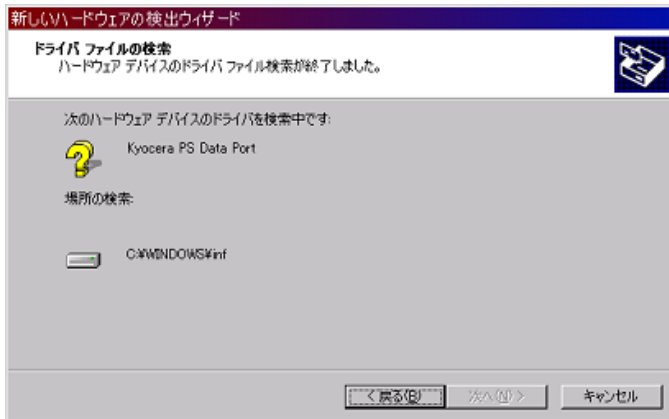 新しいハードウェアの検出ウィザード
ドライバ ファイルの検索
ハードウェア デバイスのドライバ ファイル検索が終了しました。
次のハードウェア デバイスのドライバを検索中です:
Kyocera PS Data Port
場所の検索:
C:¥WINDOWS¥inf
< 戻る(B)
次へ(N) >
キャンセル